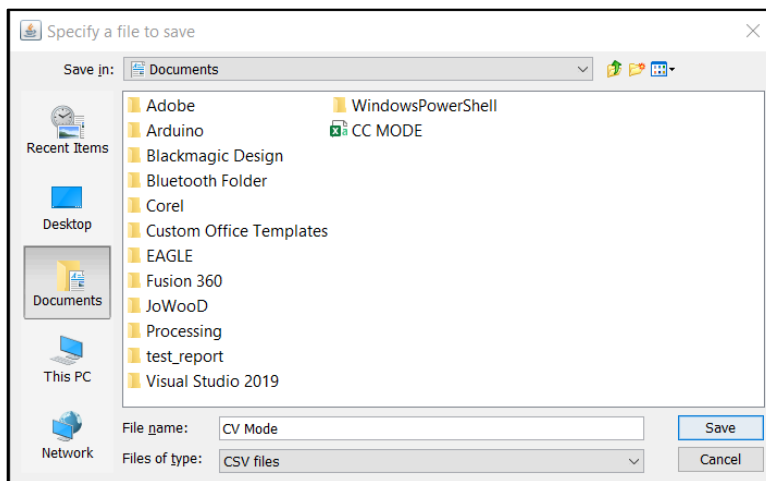 Specify a file to save
Save in: Documents
Recent Items
Desktop
Documents
This PC
Network
Adobe
Arduino
Blackmagic Design
Bluetooth Folder
Corel
Custom Office Templates
EAGLE
Fusion 360
JoWooD
Processing
test_report
Visual Studio 2019
WindowsPowerShell
CC MODE
File name: CV Mode Save
Files of type: CSV files Cancel